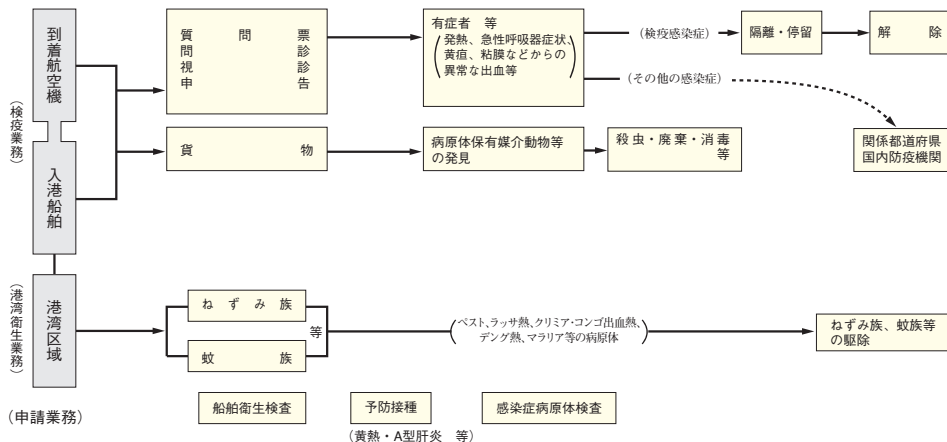 (検疫業務)
到着航空機
入港船舶
質問票
問診
視診
申告
有症者 等
(発熱、急性呼吸器症状、
黄疸、粘膜などからの
異常な出血等)
(検疫感染症)
隔離・停留
解除
(その他の感染症)
関係都道府県
国内防疫機関
貨物
病原体保有媒介動物等
の発見
殺虫・廃棄・消毒
等
(港湾衛生業務)
港湾区域
ねずみ族
蚊族
等
(ペスト、ラッサ熱、クリミア・コンゴ出血熱、
デング熱、マラリア等の病原体)
ねずみ族、蚊族等
の駆除
(申請業務)
船舶衛生検査
予防接種
(黄熱・A型肝炎 等)
感染症病原体検査